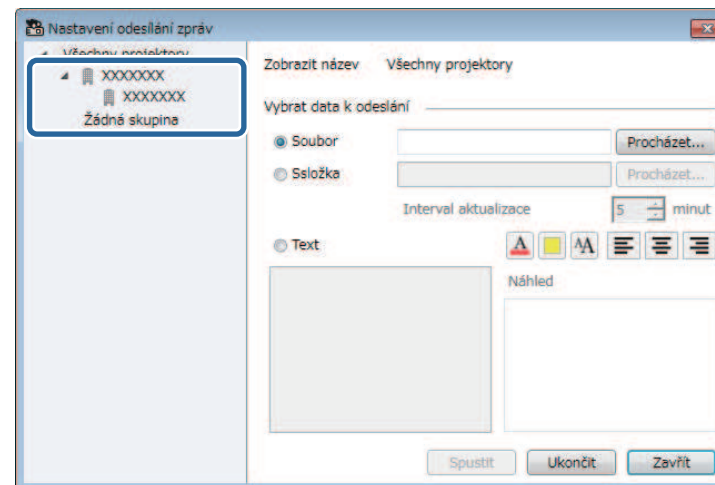 Nastavení odesílání zpráv
Všechny projektory
XXXXXXX
XXXXXXX
Žádná skupina
Zobrazit název Všechny projektory
Vybrat data k odeslání
Soubor Procházet...
Ssložka Procházet...
Interval aktualizace 5 minut
Text A AA
Náhled
Spustit Ukončit Zavřít